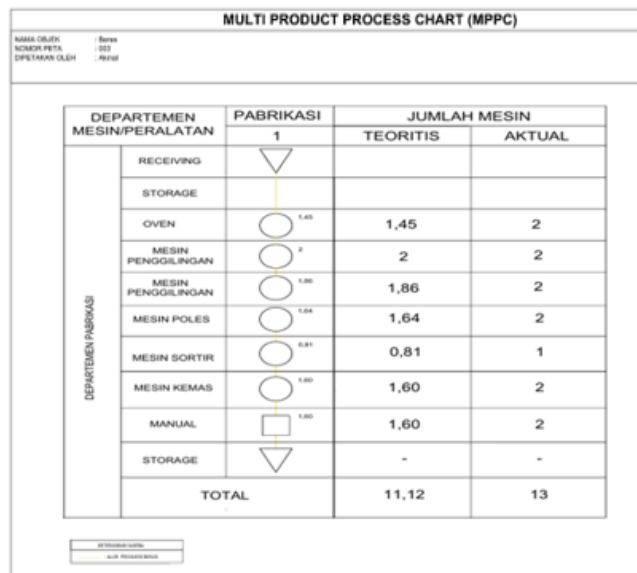 MULTI PRODUCT PROCESS CHART (MPPC)
NAMA OBJEK : Beras
NOMOR PETA : 003
DIPETAKAN OLEH : Akmal
DEPARTEMEN MESIN/PERALATAN
PABRIKASI
JUMLAH MESIN
1
TEORITIS
AKTUAL
DEPARTEMEN PABRIKASI
RECEIVING
STORAGE
OVEN 1,45 1,45 2
MESIN PENGGILINGAN 2 2 2
MESIN PENGGILINGAN 1,86 1,86 2
MESIN POLES 1,64 1,64 2
MESIN SORTIR 0,81 0,81 1
MESIN KEMAS 1,60 1,60 2
MANUAL 1,60 1,60 2
STORAGE - -
TOTAL 11,12 13